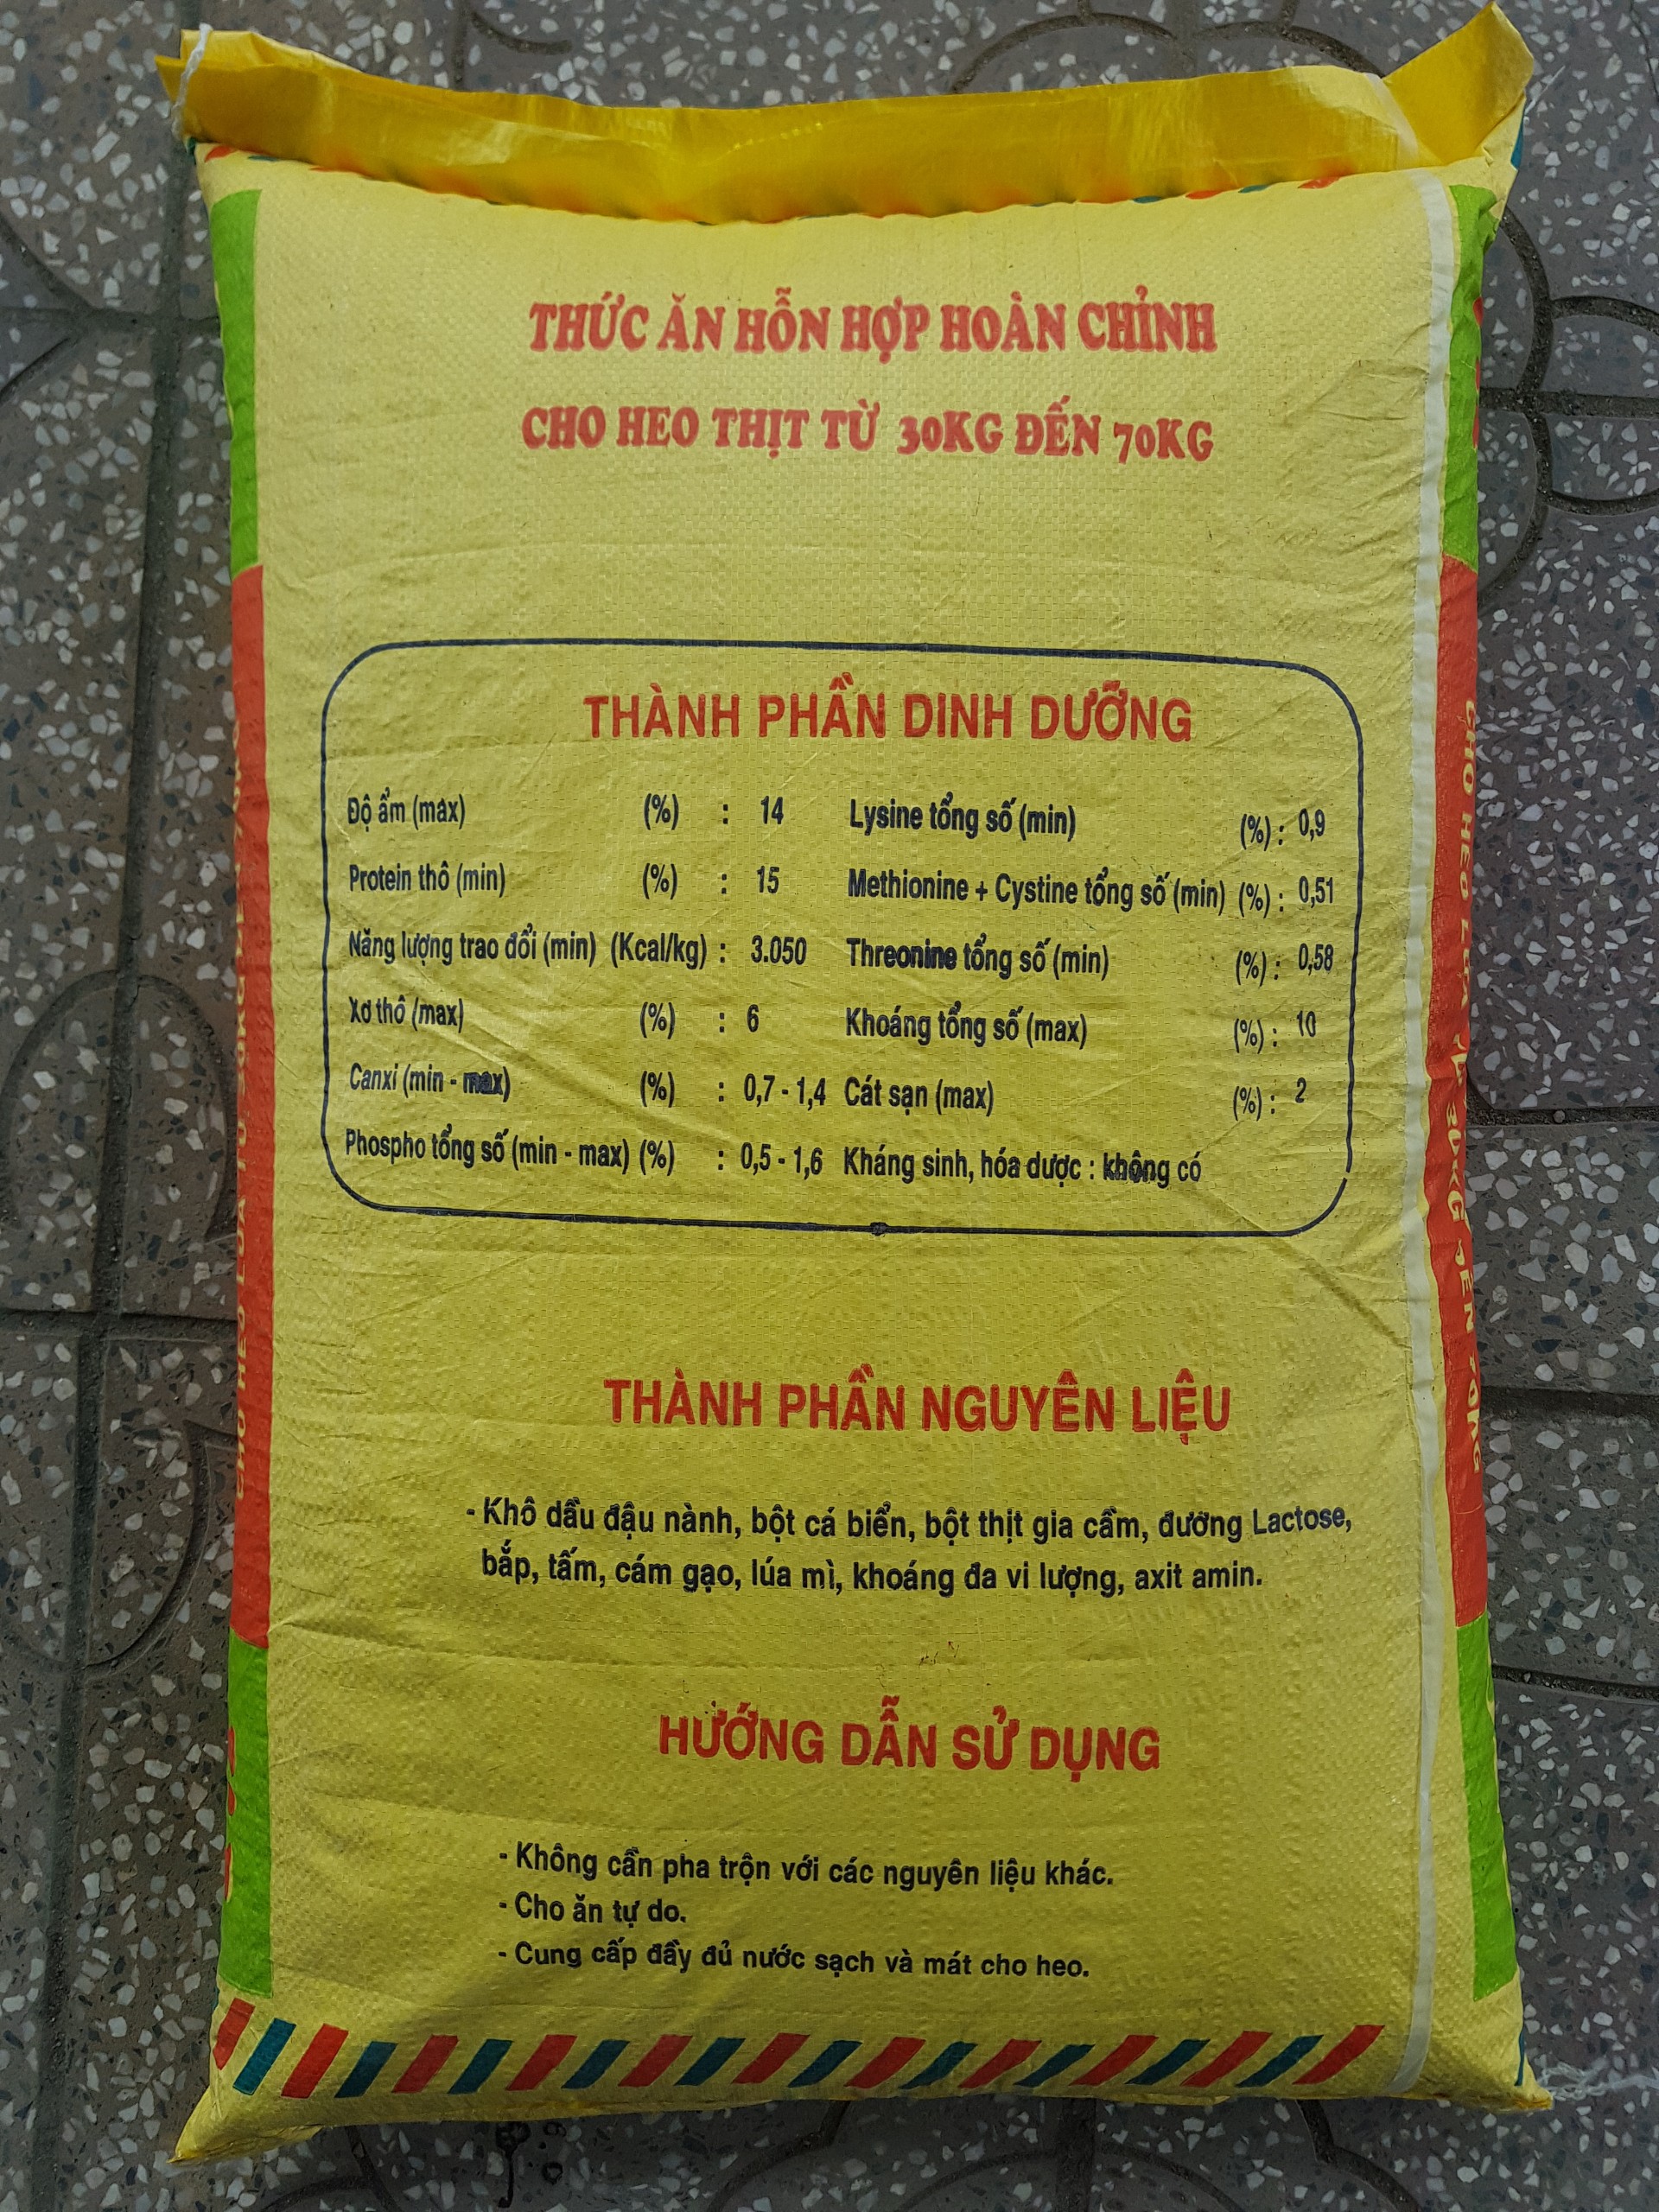 THỨC ĂN HỖN HỢP HOÀN CHỈNH
CHO HEO THỊT TỪ 30KG ĐẾN 70KG
THÀNH PHẦN DINH DƯỠNG
Độ ẩm (max) (%) : 14
Protein thô (min) (%) : 15
Năng lượng trao đổi (min) (Kcal/kg) : 3.050
Xơ thô (max) (%) : 6
Canxi (min - max) (%) : 0,7 - 1,4
Phospho tổng số (min - max) (%) : 0,5 - 1,6
Lysine tổng số (min) (%) : 0,9
Methionine + Cystine tổng số (min) (%) : 0,51
Threonine tổng số (min) (%) : 0,58
Khoáng tổng số (max) (%) : 10
Cát sạn (max) (%) : 2
Kháng sinh, hóa dược : không có
THÀNH PHẦN NGUYÊN LIỆU
- Khô dầu đậu nành, bột cá biển, bột thịt gia cầm, đường Lactose,
bắp, tấm, cám gạo, lúa mì, khoáng đa vi lượng, axit amin.
HƯỚNG DẪN SỬ DỤNG
- Không cần pha trộn với các nguyên liệu khác.
- Cho ăn tự do.
- Cung cấp đầy đủ nước sạch và mát cho heo.
CHO HEO
30KG ĐẾN 70KG